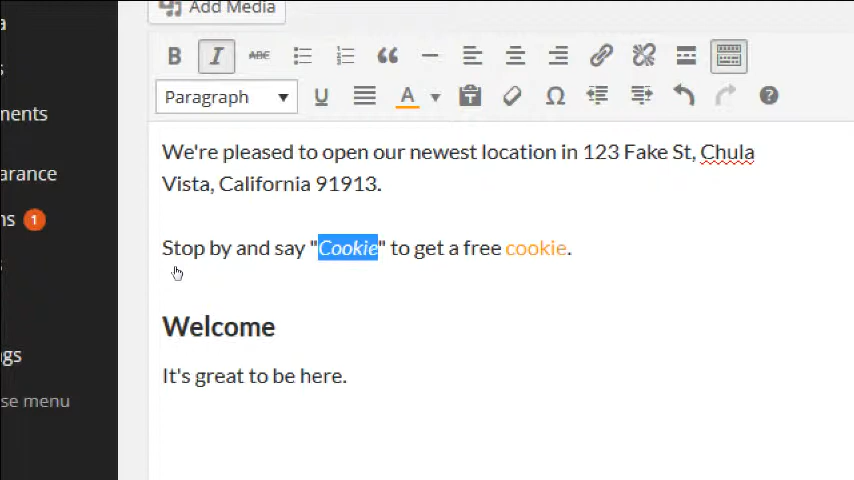 Add Media
B I ABC
Paragraph U A Ω ?
ments
arance
ns 1
gs
se menu
We're pleased to open our newest location in 123 Fake St, Chula
Vista, California 91913.
Stop by and say "Cookie" to get a free cookie.
Welcome
It's great to be here.